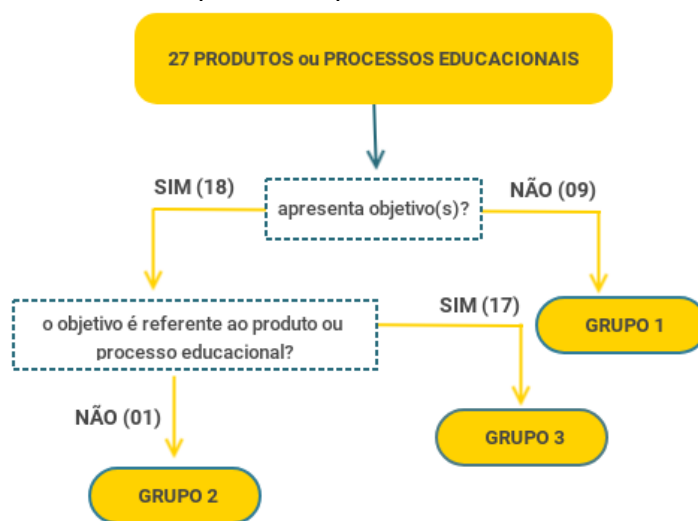 27 PRODUTOS ou PROCESSOS EDUCACIONAIS
SIM (18)
apresenta objetivo(s)?
NÃO (09)
o objetivo é referente ao produto ou
processo educacional?
SIM (17)
GRUPO 1
NÃO (01)
GRUPO 3
GRUPO 2